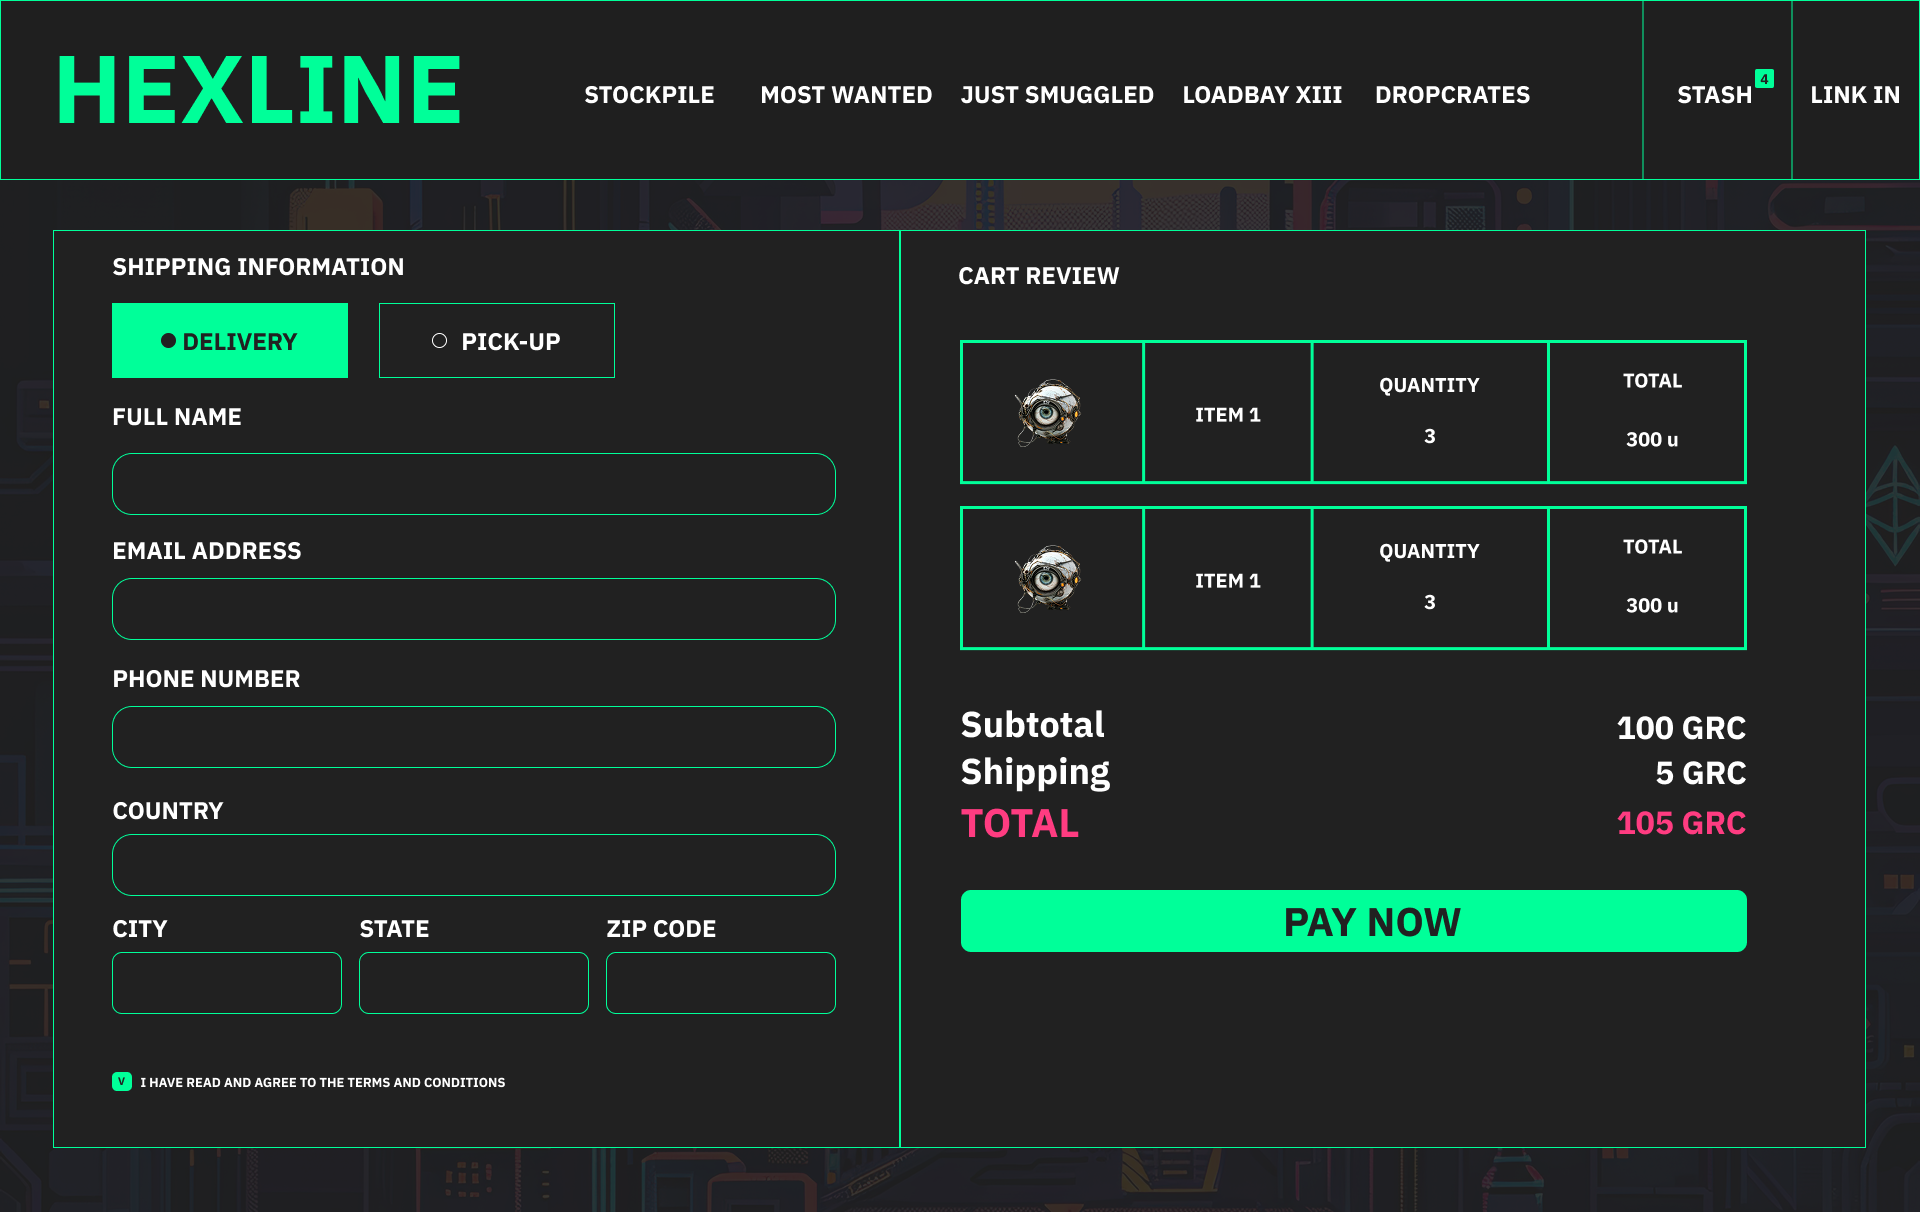 HEXLINE
STOCKPILE
MOST WANTED
JUST SMUGGLED
LOADBAY XIII
DROPCRATES
STASH
4
LINK IN
SHIPPING INFORMATION
DELIVERY
PICK-UP
FULL NAME
EMAIL ADDRESS
PHONE NUMBER
COUNTRY
CITY
STATE
ZIP CODE
V
I HAVE READ AND AGREE TO THE TERMS AND CONDITIONS
CART REVIEW
ITEM 1
QUANTITY
3
TOTAL
300 u
ITEM 1
QUANTITY
3
TOTAL
300 u
Subtotal 100 GRC
Shipping 5 GRC
TOTAL 105 GRC
PAY NOW